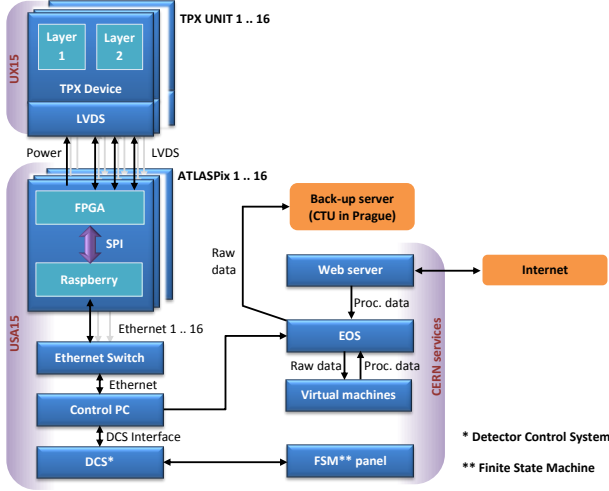 TPX UNIT 1 .. 16
UX15
Layer
1
Layer
2
TPX Device
LVDS
Power
LVDS
ATLASPix 1 .. 16
USA15
FPGA
SPI
Raspberry
Ethernet 1 .. 16
Ethernet Switch
Ethernet
Control PC
DCS Interface
DCS*
Back-up server
(CTU in Prague)
Raw
data
Web server
Internet
Proc. data
EOS
CERN services
Raw data
Proc. data
Virtual machines
FSM** panel
* Detector Control System
** Finite State Machine